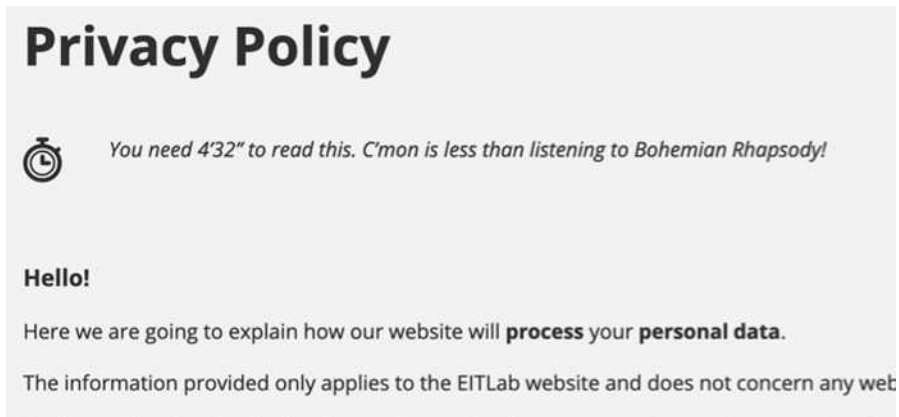 Privacy Policy
You need 4’32” to read this. C’mon is less than listening to Bohemian Rhapsody!
Hello!
Here we are going to explain how our website will process your personal data.
The information provided only applies to the EITLab website and does not concern any